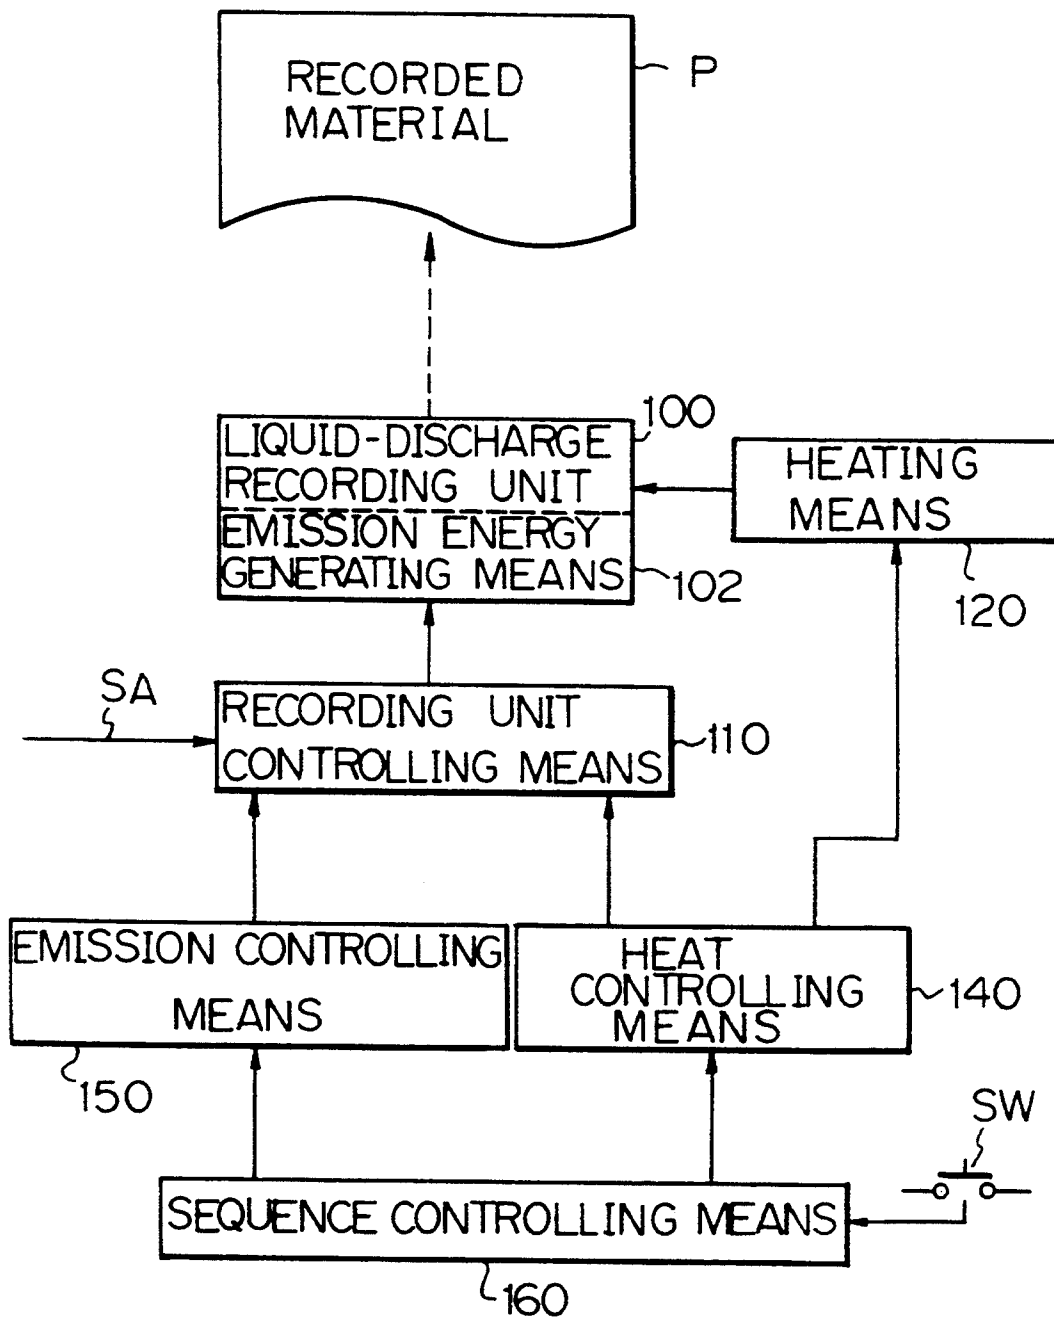 RECORDED
MATERIAL
P
100
LIQUID-DISCHARGE
RECORDING UNIT
EMISSION ENERGY
GENERATING MEANS
102
HEATING
MEANS
120
SA
RECORDING UNIT
CONTROLLING MEANS
110
EMISSION CONTROLLING
MEANS
150
HEAT
CONTROLLING
MEANS
140
SW
SEQUENCE CONTROLLING MEANS
160